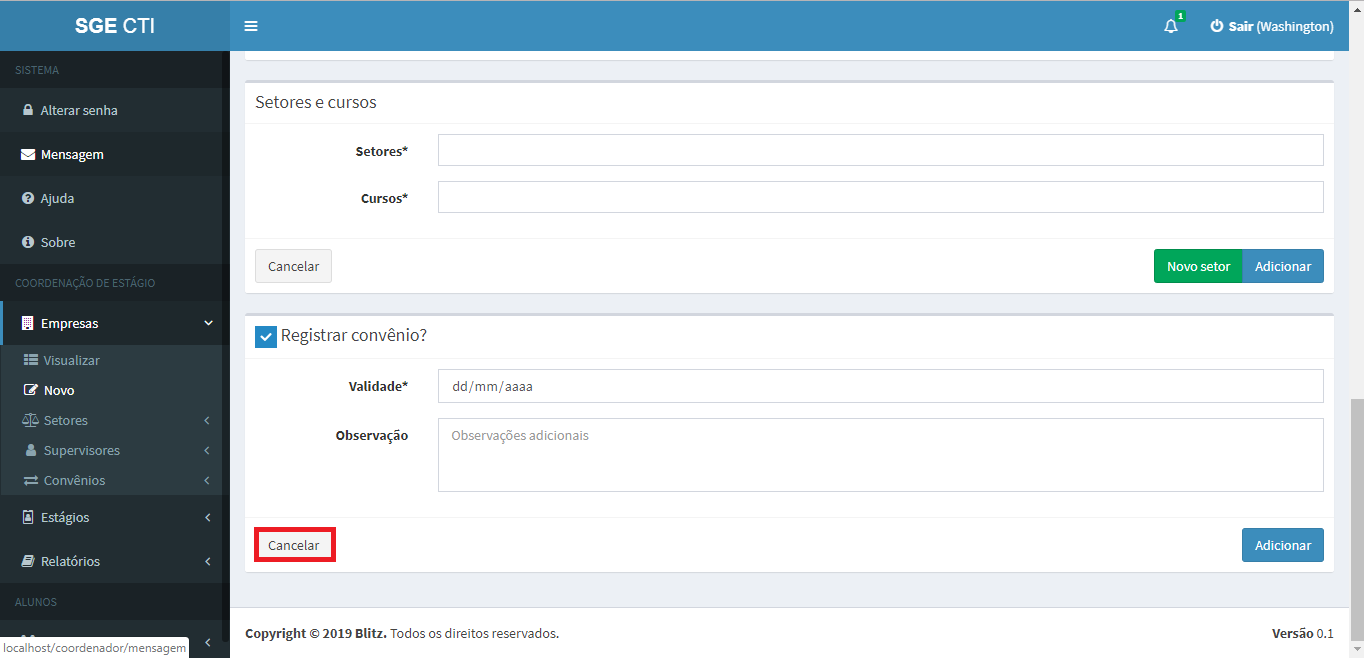 SGE CTI
1
Sair (Washington)
SISTEMA
Alterar senha
Mensagem
Ajuda
Sobre
COORDENAÇÃO DE ESTÁGIO
Empresas
Visualizar
Novo
Setores
Supervisores
Convênios
Estágios
Relatórios
ALUNOS
localhost/coordenador/mensagem
Setores e cursos
Setores*
Cursos*
Cancelar
Novo setor
Adicionar
Registrar convênio?
Validade*
dd/mm/aaaa
Observação
Observações adicionais
Cancelar
Adicionar
Copyright © 2019 Blitz. Todos os direitos reservados.
Versão 0.1